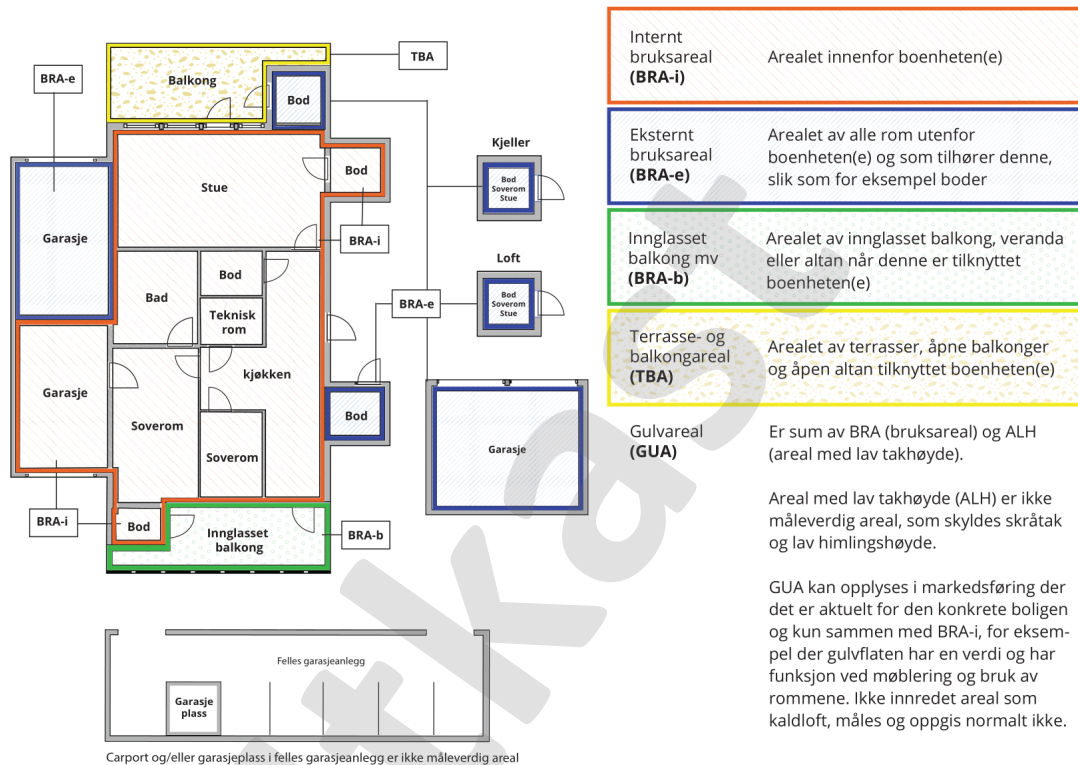 TBA
BRA-e
Balkong
Bod
Kjeller
Bod
Soverom
Stue
Stue
Bod
Garasje
BRA-i
Loft
Bod
Bad
Bod
Soverom
Stue
BRA-e
Teknisk
rom
kjøkken
Garasje
Bod
Soverom
Garasje
Soverom
BRA-i
Bod
Innglasset
balkong
BRA-b
Felles garasjeanlegg
Garasje
plass
Carport og/eller garasjeplass i felles garasjeanlegg er ikke måleverdig areal
Internt
bruksareal
(BRA-i)
Arealet innenfor boenheten(e)
Eksternt
bruksareal
(BRA-e)
Arealet av alle rom utenfor
boenheten(e) og som tilhører denne,
slik som for eksempel boder
Innglasset
balkong mv
(BRA-b)
Arealet av innglasset balkong, veranda
eller altan når denne er tilknyttet
boenheten(e)
Terrasse- og
balkongareal
(TBA)
Arealet av terrasser, åpne balkonger
og åpen altan tilknyttet boenheten(e)
Gulvareal
(GUA)
Er sum av BRA (bruksareal) og ALH
(areal med lav takhøyde).
Areal med lav takhøyde (ALH) er ikke
måleverdig areal, som skyldes skråtak
og lav himlingshøyde.
GUA kan opplyses i markedsføring der
det er aktuelt for den konkrete boligen
og kun sammen med BRA-i, for eksem-
pel der gulvflaten har en verdi og har
funksjon ved møblering og bruk av
rommene. Ikke innredet areal som
kaldloft, måles og oppgis normalt ikke.